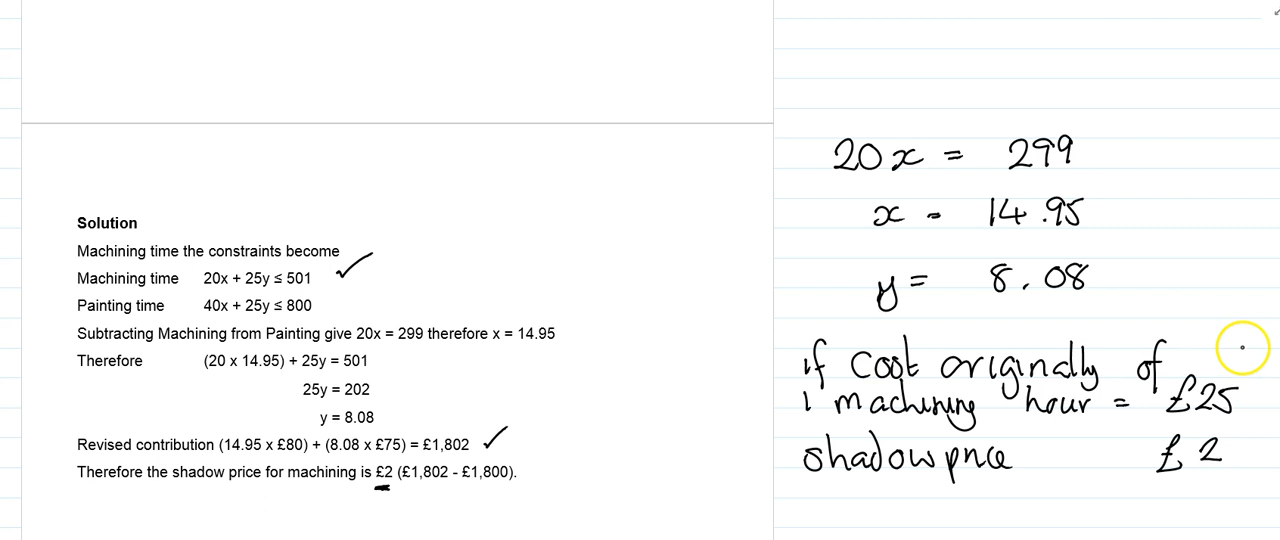 Solution
Machining time the constraints become
Machining time 20x + 25y ≤ 501
Painting time 40x + 25y ≤ 800
Subtracting Machining from Painting give 20x = 299 therefore x = 14.95
Therefore (20 x 14.95) + 25y = 501
25y = 202
y = 8.08
Revised contribution (14.95 x £80) + (8.08 x £75) = £1,802
Therefore the shadow price for machining is £2 (£1,802 - £1,800).
20x = 299
x = 14.95
y = 8.08
if cost originally of
1 machining hour = £25
shadow price £2